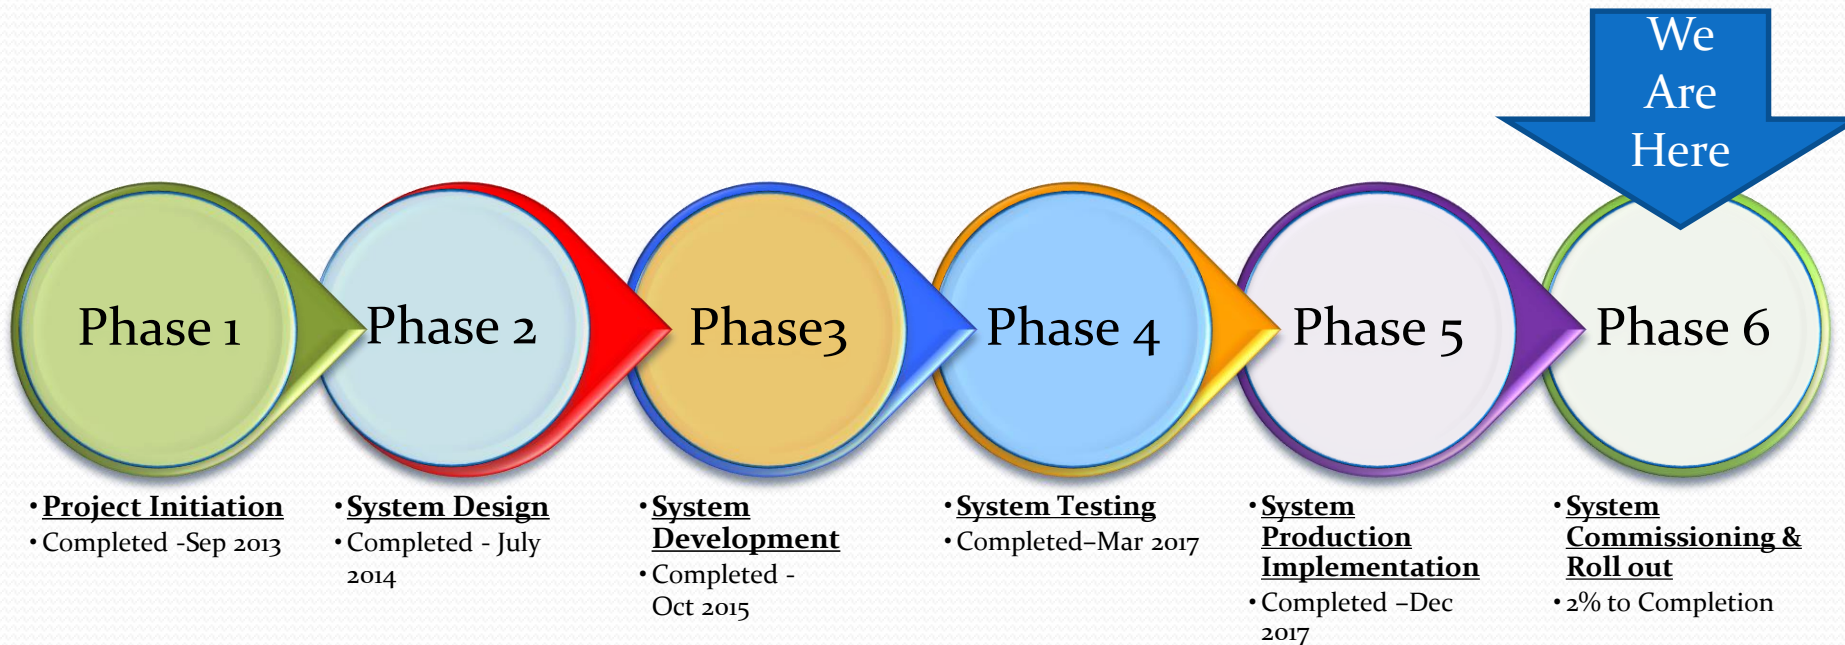 We
Are
Here
Phase 1
Phase 2
Phase3
Phase 4
Phase 5
Phase 6
• Project Initiation
• Completed -Sep 2013
• System Design
• Completed - July
2014
• System
Development
• Completed -
Oct 2015
• System Testing
• Completed–Mar 2017
• System
Production
Implementation
• Completed –Dec
2017
• System
Commissioning &
Roll out
• 2% to Completion